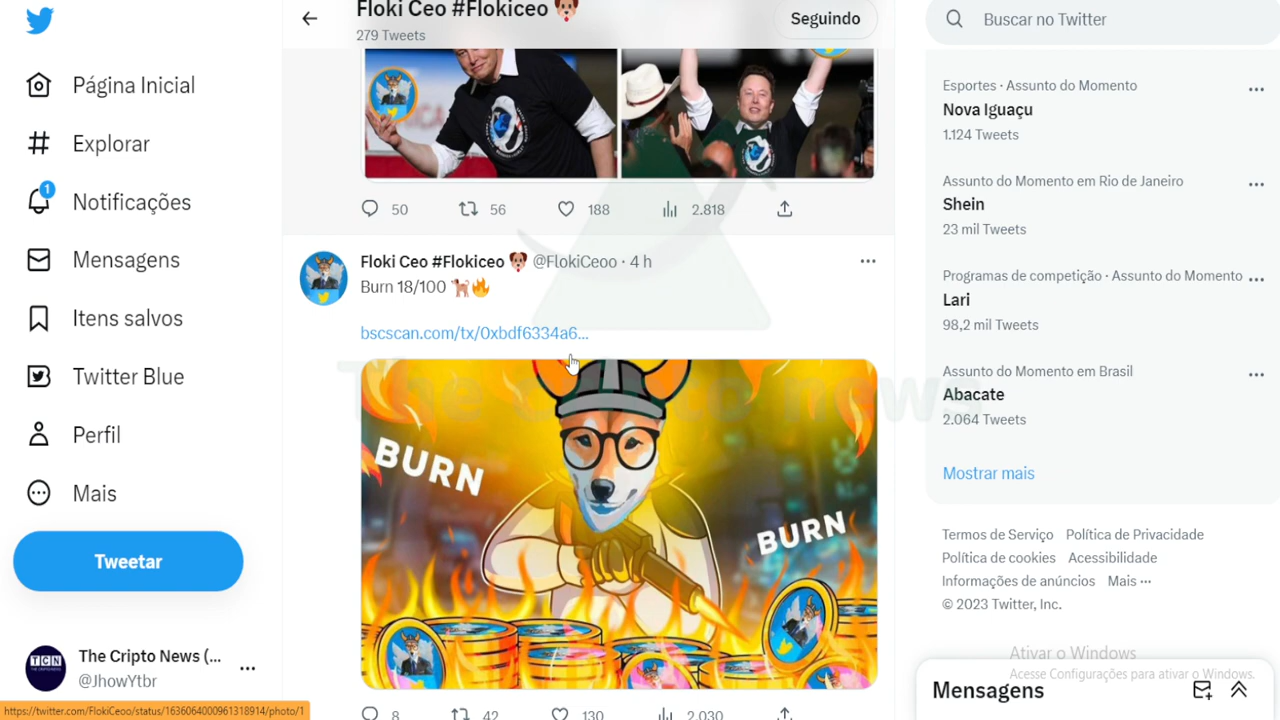 Floki Ceo #Flokiceo
279 Tweets
Seguindo
Buscar no Twitter
Página Inicial
Explorar
1
Notificações
Mensagens
Itens salvos
Twitter Blue
Perfil
Mais
Tweetar
The Cripto News (...
@JhowYtbr
TCN
50
56
188
2.818
Floki Ceo #Flokiceo @FlokiCeoo · 4 h
Burn 18/100
bscscan.com/tx/0xbdf6334a6...
The Cripto news
BURN
BURN
8
42
130
2.030
Esportes · Assunto do Momento
Nova Iguaçu
1.124 Tweets
Assunto do Momento em Rio de Janeiro
Shein
23 mil Tweets
Programas de competição · Assunto do Momento
Lari
98,2 mil Tweets
Assunto do Momento em Brasil
Abacate
2.064 Tweets
Mostrar mais
Termos de Serviço Política de Privacidade
Política de cookies Acessibilidade
Informações de anúncios Mais ···
© 2023 Twitter, Inc.
Ativar o Windows
Acesse Configurações para ativar o Windows.
Mensagens
https://twitter.com/FlokiCeoo/status/1636064000961318914/photo/1